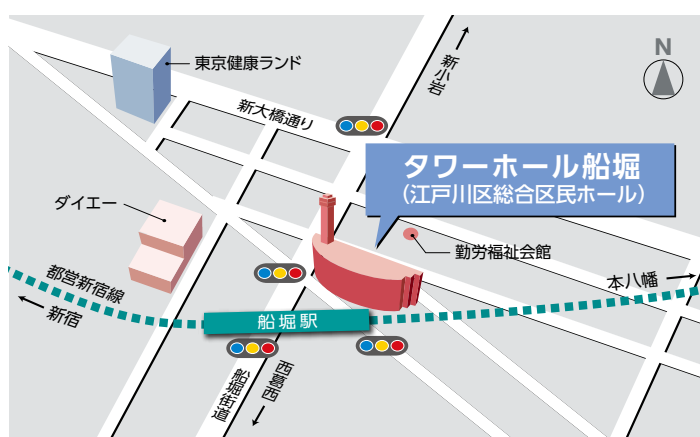 東京健康ランド
新大橋通り
新小岩
N
タワーホール船堀
(江戸川区総合区民ホール)
ダイエー
勤労福祉会館
本八幡
都営新宿線
新宿
船堀駅
船堀街道
西葛西